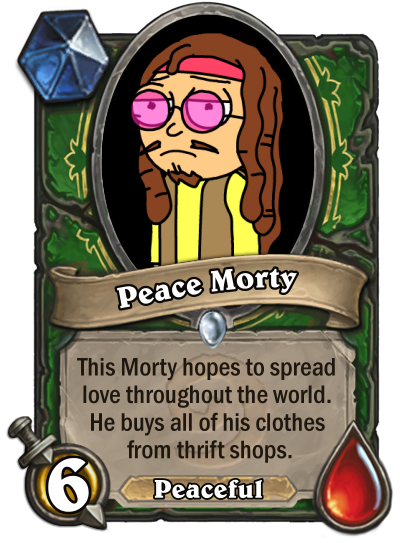 Peace Morty
This Morty hopes to spread
love throughout the world.
He buys all of his clothes
from thrift shops.
6
Peaceful